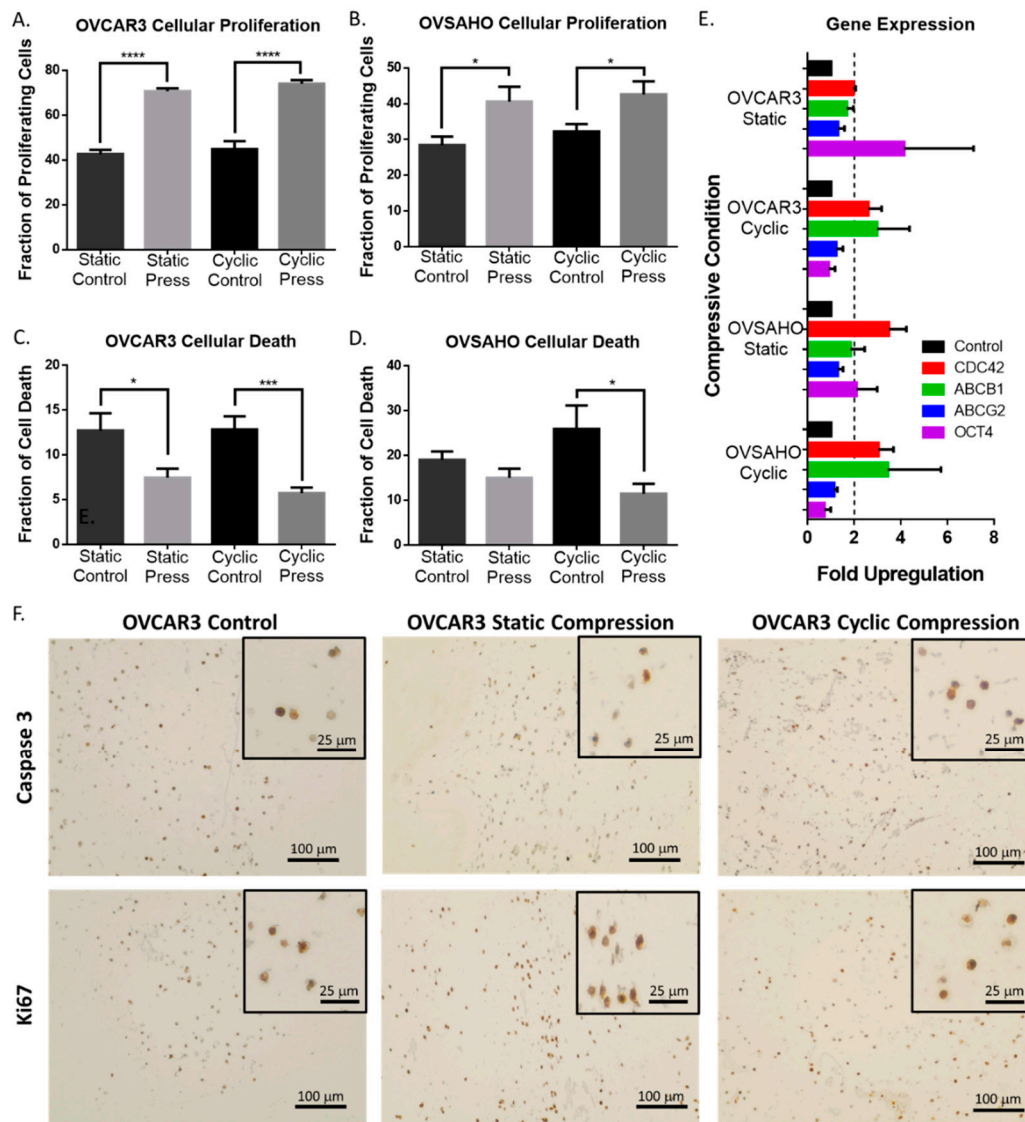 A.
OVCAR3 Cellular Proliferation
Fraction of Proliferating Cells
80
60
40
20
0
****
****
Static Control
Static Press
Cyclic Control
Cyclic Press
B.
OVSAHO Cellular Proliferation
Fraction of Proliferating Cells
50
40
30
20
10
0
*
*
Static Control
Static Press
Cyclic Control
Cyclic Press
C.
OVCAR3 Cellular Death
Fraction of Cell Death
20
15
10
5
0
*
***
E.
Static Control
Static Press
Cyclic Control
Cyclic Press
D.
OVSAHO Cellular Death
Fraction of Cell Death
40
30
20
10
0
*
Static Control
Static Press
Cyclic Control
Cyclic Press
E.
Gene Expression
Compressive Condition
OVCAR3
Static
OVCAR3
Cyclic
OVSAHO
Static
OVSAHO
Cyclic
Control
CDC42
ABCB1
ABCG2
OCT4
0 2 4 6 8
Fold Upregulation
F.
OVCAR3 Control
OVCAR3 Static Compression
OVCAR3 Cyclic Compression
Caspase 3
25 μm
100 μm
25 μm
100 μm
25 μm
100 μm
Ki67
25 μm
100 μm
25 μm
100 μm
25 μm
100 μm